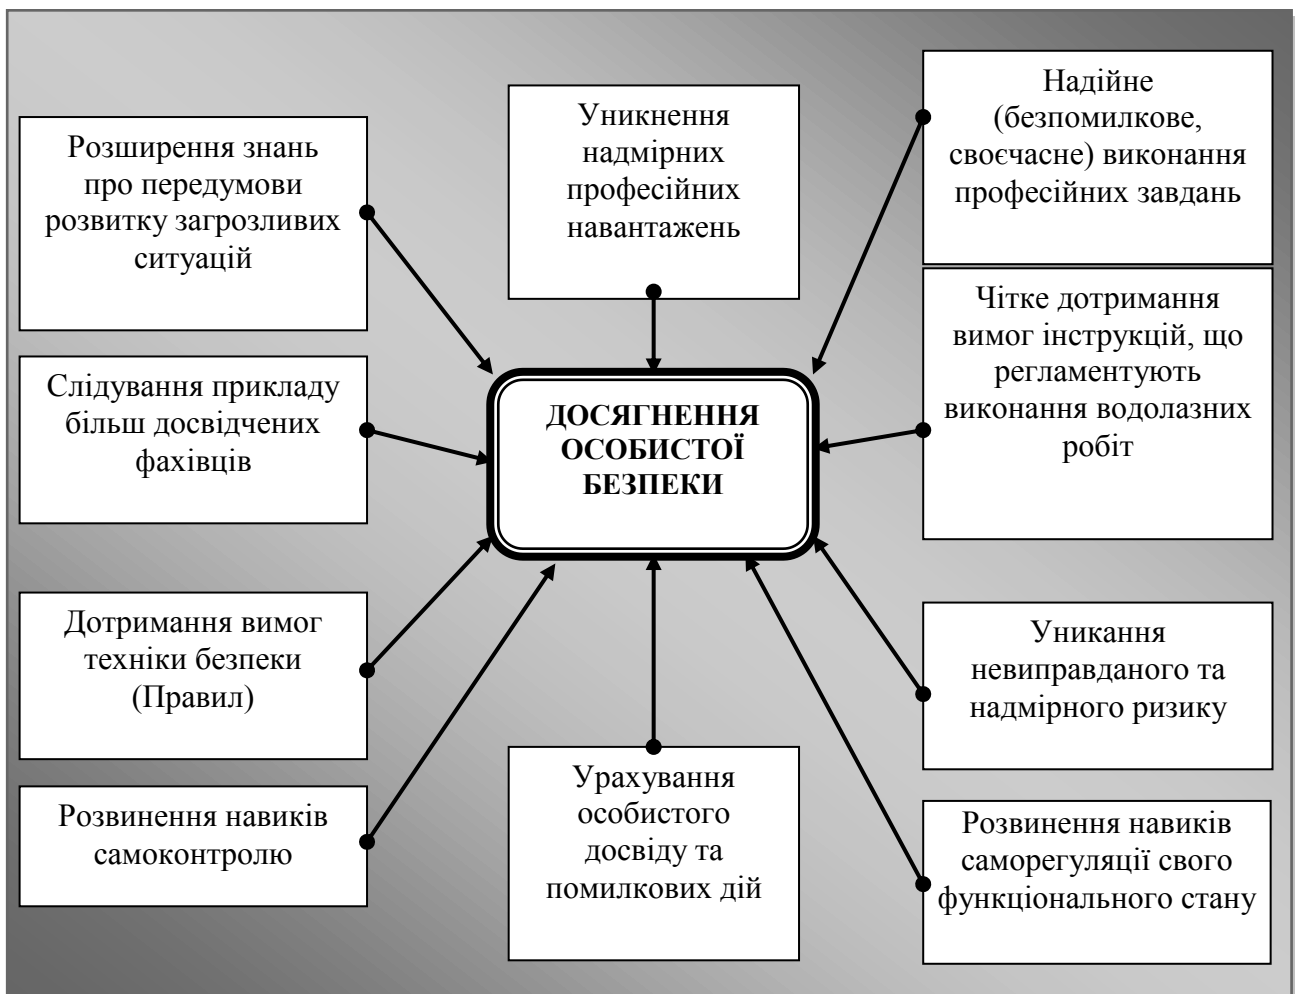 Розширення знань
про передумови
розвитку загрозливих
ситуацій
Слідування прикладу
більш досвідчених
фахівців
Дотримання вимог
техніки безпеки
(Правил)
Розвинення навиків
самоконтролю
Уникнення
надмірних
професійних
навантажень
ДОСЯГНЕННЯ
ОСОБИСТОЇ
БЕЗПЕКИ
Урахування
особистого
досвіду та
помилкових дій
Надійне
(безпомилкове,
своєчасне) виконання
професійних завдань
Чітке дотримання
вимог інструкцій, що
регламентують
виконання водолазних
робіт
Уникання
невиправданого та
надмірного ризику
Розвинення навиків
саморегуляції свого
функціонального стану